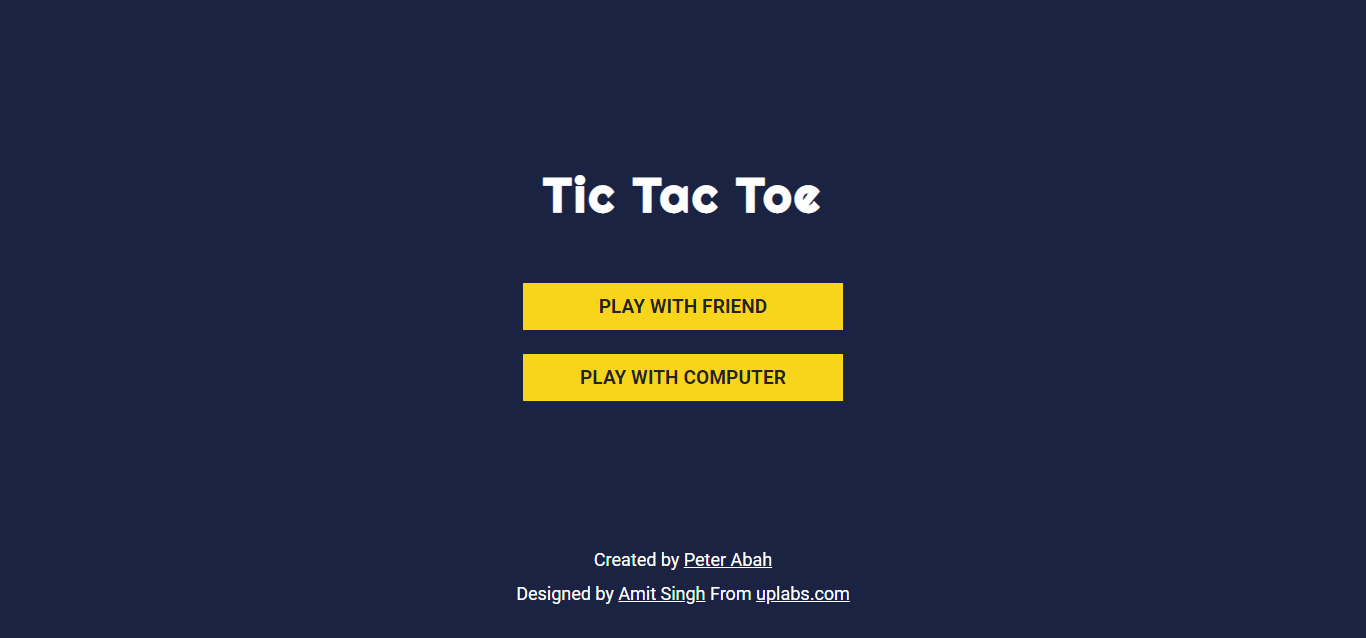 Tic Tac Toe
PLAY WITH FRIEND
PLAY WITH COMPUTER
Created by Peter Abah
Designed by Amit Singh From uplabs.com